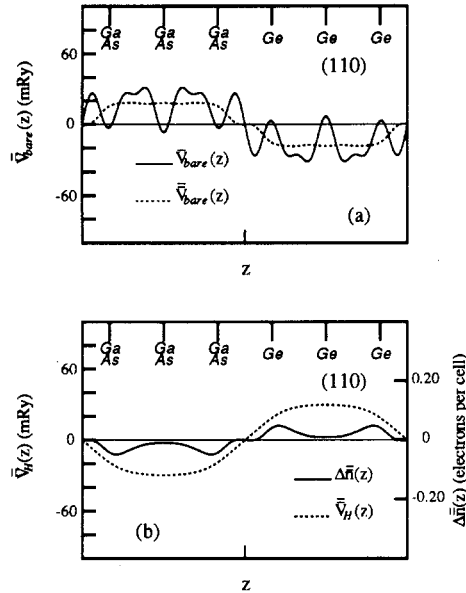 Ga Ga Ga Ge Ge Ge
As As As
60
(110)
0
-60
V̄bare(z) (mRy)
V̄bare(z)
V̿bare(z)
(a)
z
Ga Ga Ga Ge Ge Ge
As As As
60
(110)
0.20
0
0
-60
-0.20
V̿H(z) (mRy)
Δn̿(z) (electrons per cell)
Δn̿(z)
V̿H(z)
(b)
z